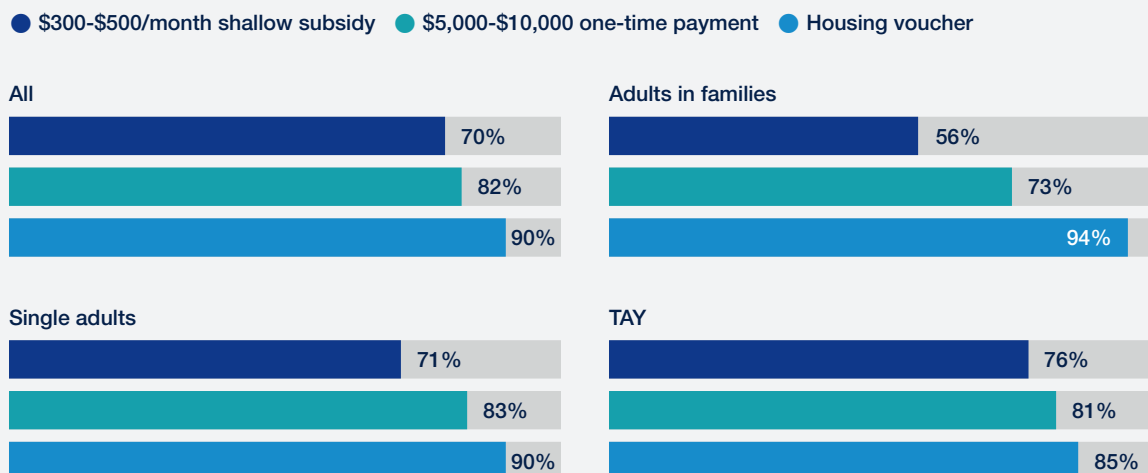 $300-$500/month shallow subsidy $5,000-$10,000 one-time payment Housing voucher
All
70%
82%
90%
Adults in families
56%
73%
94%
Single adults
71%
83%
90%
TAY
76%
81%
85%